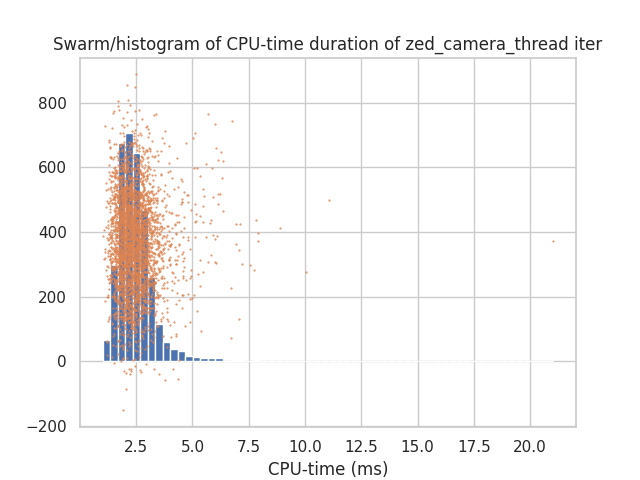 Swarm/histogram of CPU-time duration of zed_camera_thread iter
800
600
400
200
0
−200
2.5 5.0 7.5 10.0 12.5 15.0 17.5 20.0
CPU-time (ms)